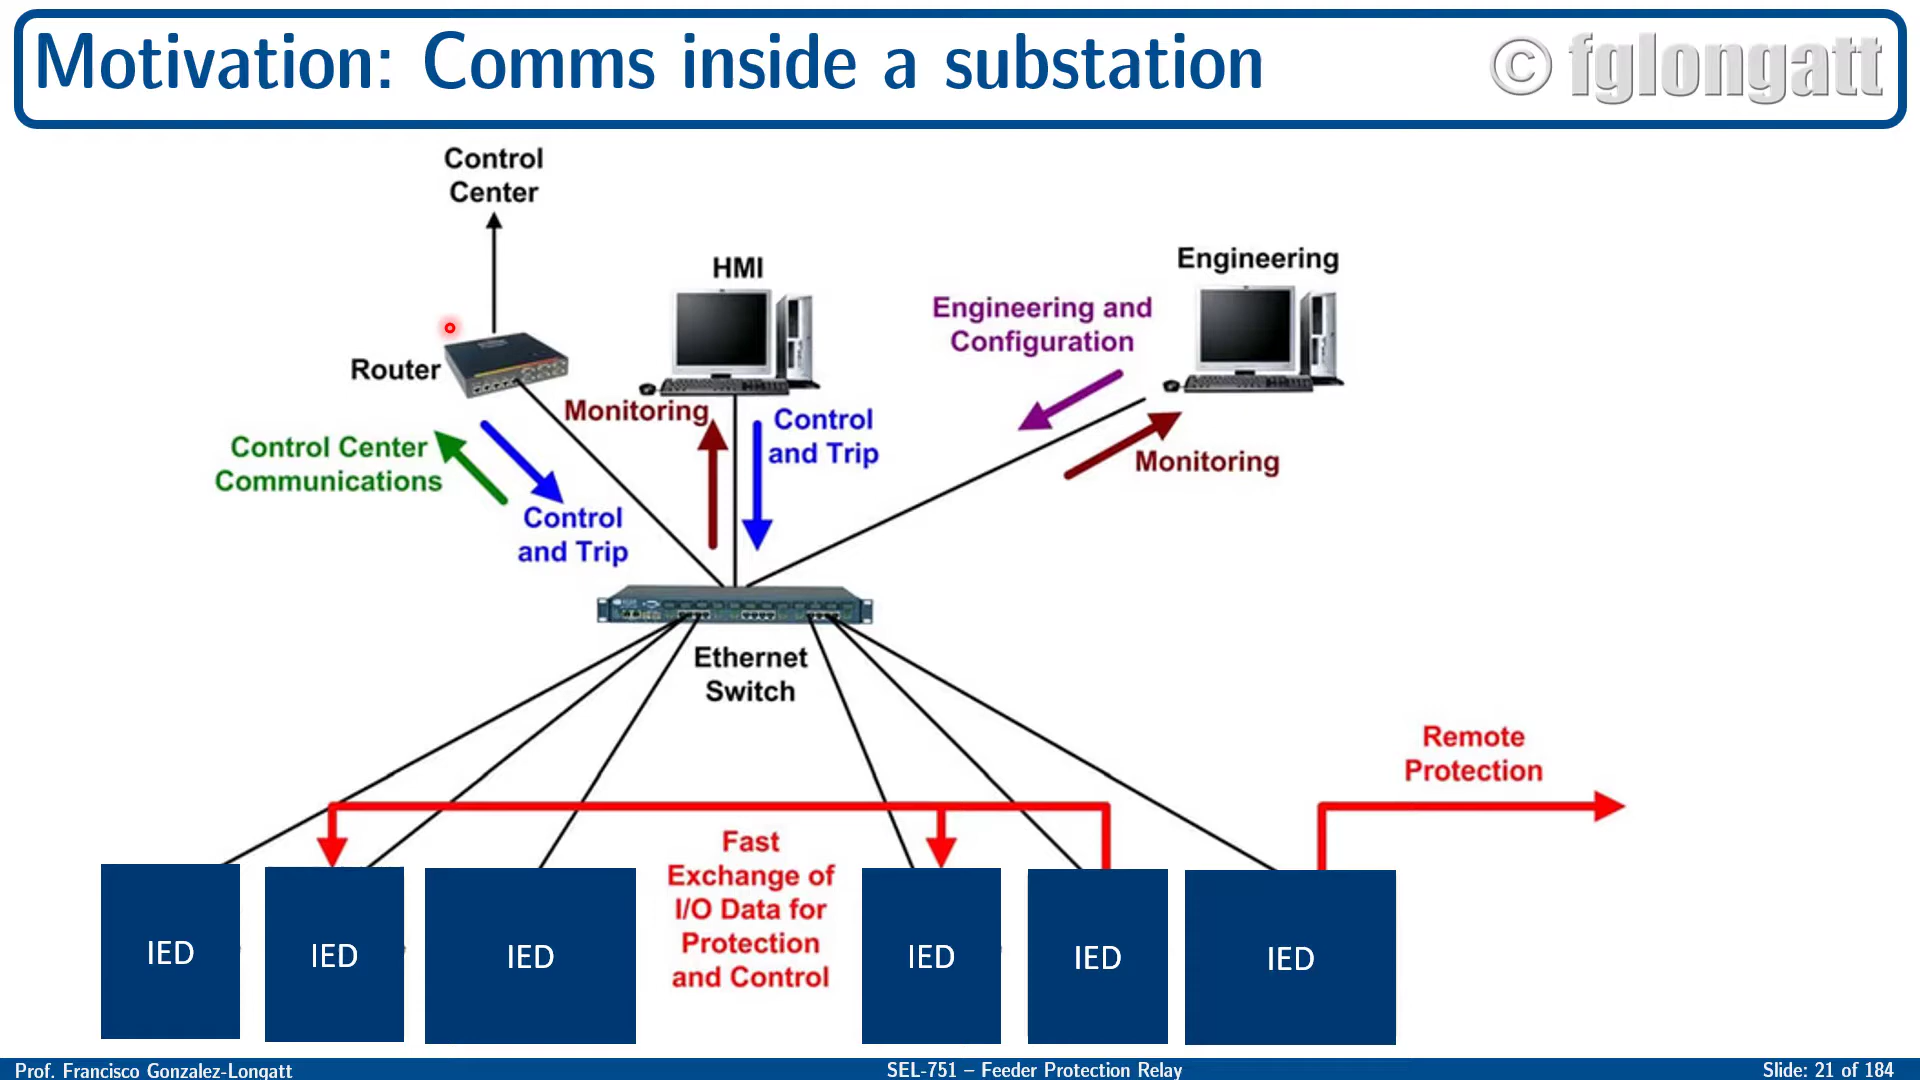 Motivation: Comms inside a substation
© fglongatt
Control
Center
HMI
Engineering
Engineering and
Configuration
Router
Monitoring
Control
and Trip
Control Center
Communications
Monitoring
Control
and Trip
Ethernet
Switch
Remote
Protection
Fast
Exchange of
I/O Data for
Protection
and Control
IED
IED
IED
IED
IED
IED
Prof. Francisco Gonzalez-Longatt
SEL-751 – Feeder Protection Relay
Slide: 21 of 184